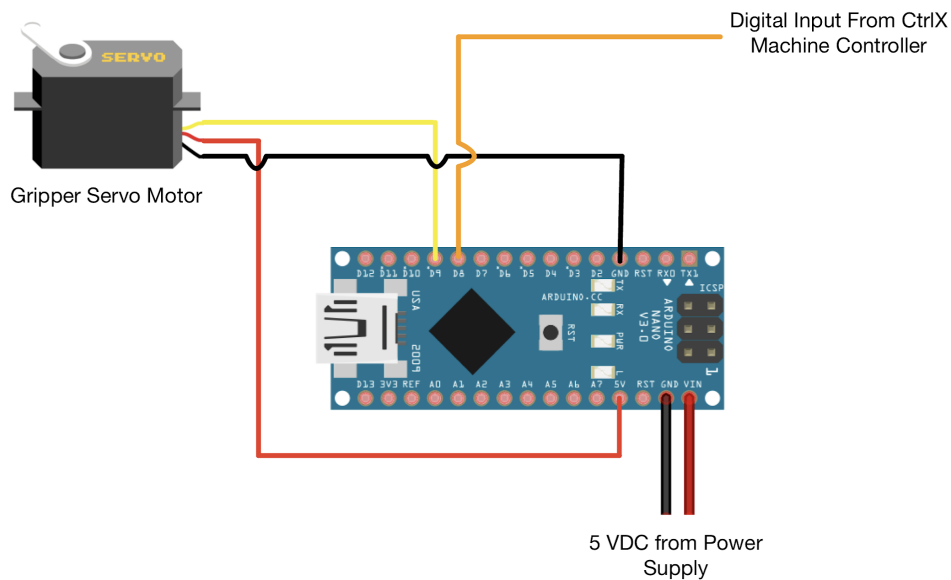 Digital Input From CtrlX
Machine Controller
SERVO
Gripper Servo Motor
D12 D11 D10 D9 D8 D7 D6 D5 D4 D3 D2 GND RST RX0 TX1
USA
2009
ARDUINO.CC
RST
TX
RX
PWR
L
ARDUINO
NANO
V3.0
ICSP
1
D13 3V3 REF A0 A1 A2 A3 A4 A5 A6 A7 5V RST GND VIN
5 VDC from Power
Supply